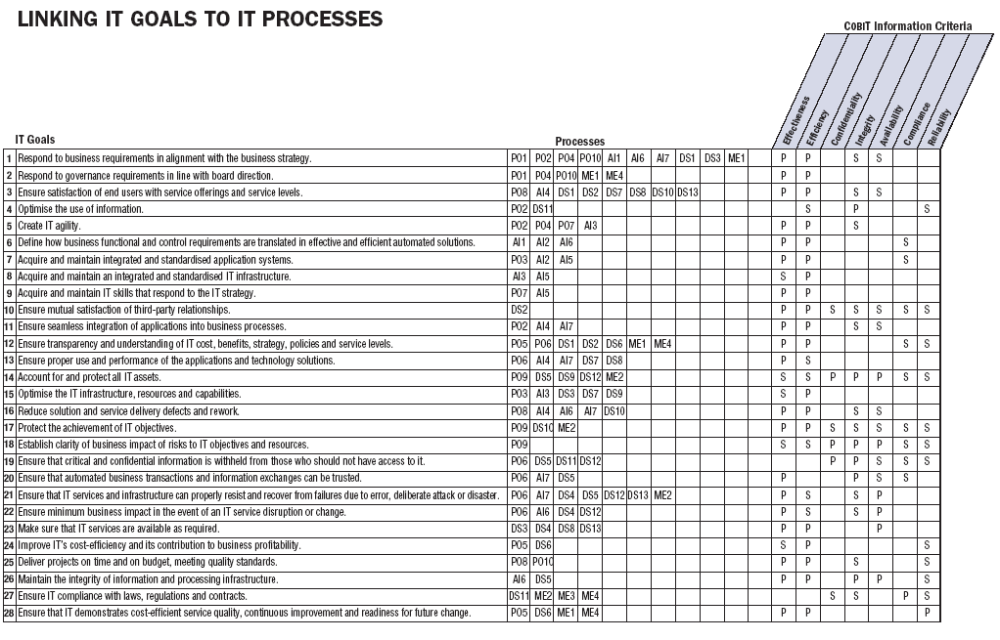 LINKING IT GOALS TO IT PROCESSES
COBIT Information Criteria
Effectiveness
Efficiency
Confidentiality
Integrity
Availability
Compliance
Reliability
IT Goals Processes
1 Respond to business requirements in alignment with the business strategy. PO1 PO2 PO4 PO10 AI1 AI6 AI7 DS1 DS3 ME1 P P S S
2 Respond to governance requirements in line with board direction. PO1 PO4 PO10 ME1 ME4 P P
3 Ensure satisfaction of end users with service offerings and service levels. PO8 AI4 DS1 DS2 DS7 DS8 DS10 DS13 P P S S
4 Optimise the use of information. PO2 DS11 S P S
5 Create IT agility. PO2 PO4 PO7 AI3 P P S
6 Define how business functional and control requirements are translated in effective and efficient automated solutions. AI1 AI2 AI6 P P S
7 Acquire and maintain integrated and standardised application systems. PO3 AI2 AI5 P P S
8 Acquire and maintain an integrated and standardised IT infrastructure. AI3 AI5 S P
9 Acquire and maintain IT skills that respond to the IT strategy. PO7 AI5 P P
10 Ensure mutual satisfaction of third-party relationships. DS2 P P S S S S S
11 Ensure seamless integration of applications into business processes. PO2 AI4 AI7 P P S S
12 Ensure transparency and understanding of IT cost, benefits, strategy, policies and service levels. PO5 PO6 DS1 DS2 DS6 ME1 ME4 P P S S
13 Ensure proper use and performance of the applications and technology solutions. PO6 AI4 AI7 DS7 DS8 P S
14 Account for and protect all IT assets. PO9 DS5 DS9 DS12 ME2 S S P P P S S
15 Optimise the IT infrastructure, resources and capabilities. PO3 AI3 DS3 DS7 DS9 S P
16 Reduce solution and service delivery defects and rework. PO8 AI4 AI6 AI7 DS10 P P S S
17 Protect the achievement of IT objectives. PO9 DS10 ME2 P P S S S S S
18 Establish clarity of business impact of risks to IT objectives and resources. PO9 S S P P P S S
19 Ensure that critical and confidential information is withheld from those who should not have access to it. PO6 DS5 DS11 DS12 P P S S S
20 Ensure that automated business transactions and information exchanges can be trusted. PO6 AI7 DS5 P P S S
21 Ensure that IT services and infrastructure can properly resist and recover from failures due to error, deliberate attack or disaster. PO6 AI7 DS4 DS5 DS12 DS13 ME2 P S S P
22 Ensure minimum business impact in the event of an IT service disruption or change. PO6 AI6 DS4 DS12 P S S P
23 Make sure that IT services are available as required. DS3 DS4 DS8 DS13 P P P
24 Improve IT's cost-efficiency and its contribution to business profitability. PO5 DS6 S P S
25 Deliver projects on time and on budget, meeting quality standards. PO8 PO10 P P S S
26 Maintain the integrity of information and processing infrastructure. AI6 DS5 P P P P S
27 Ensure IT compliance with laws, regulations and contracts. DS11 ME2 ME3 ME4 S S P S
28 Ensure that IT demonstrates cost-efficient service quality, continuous improvement and readiness for future change. PO5 DS6 ME1 ME4 P P P